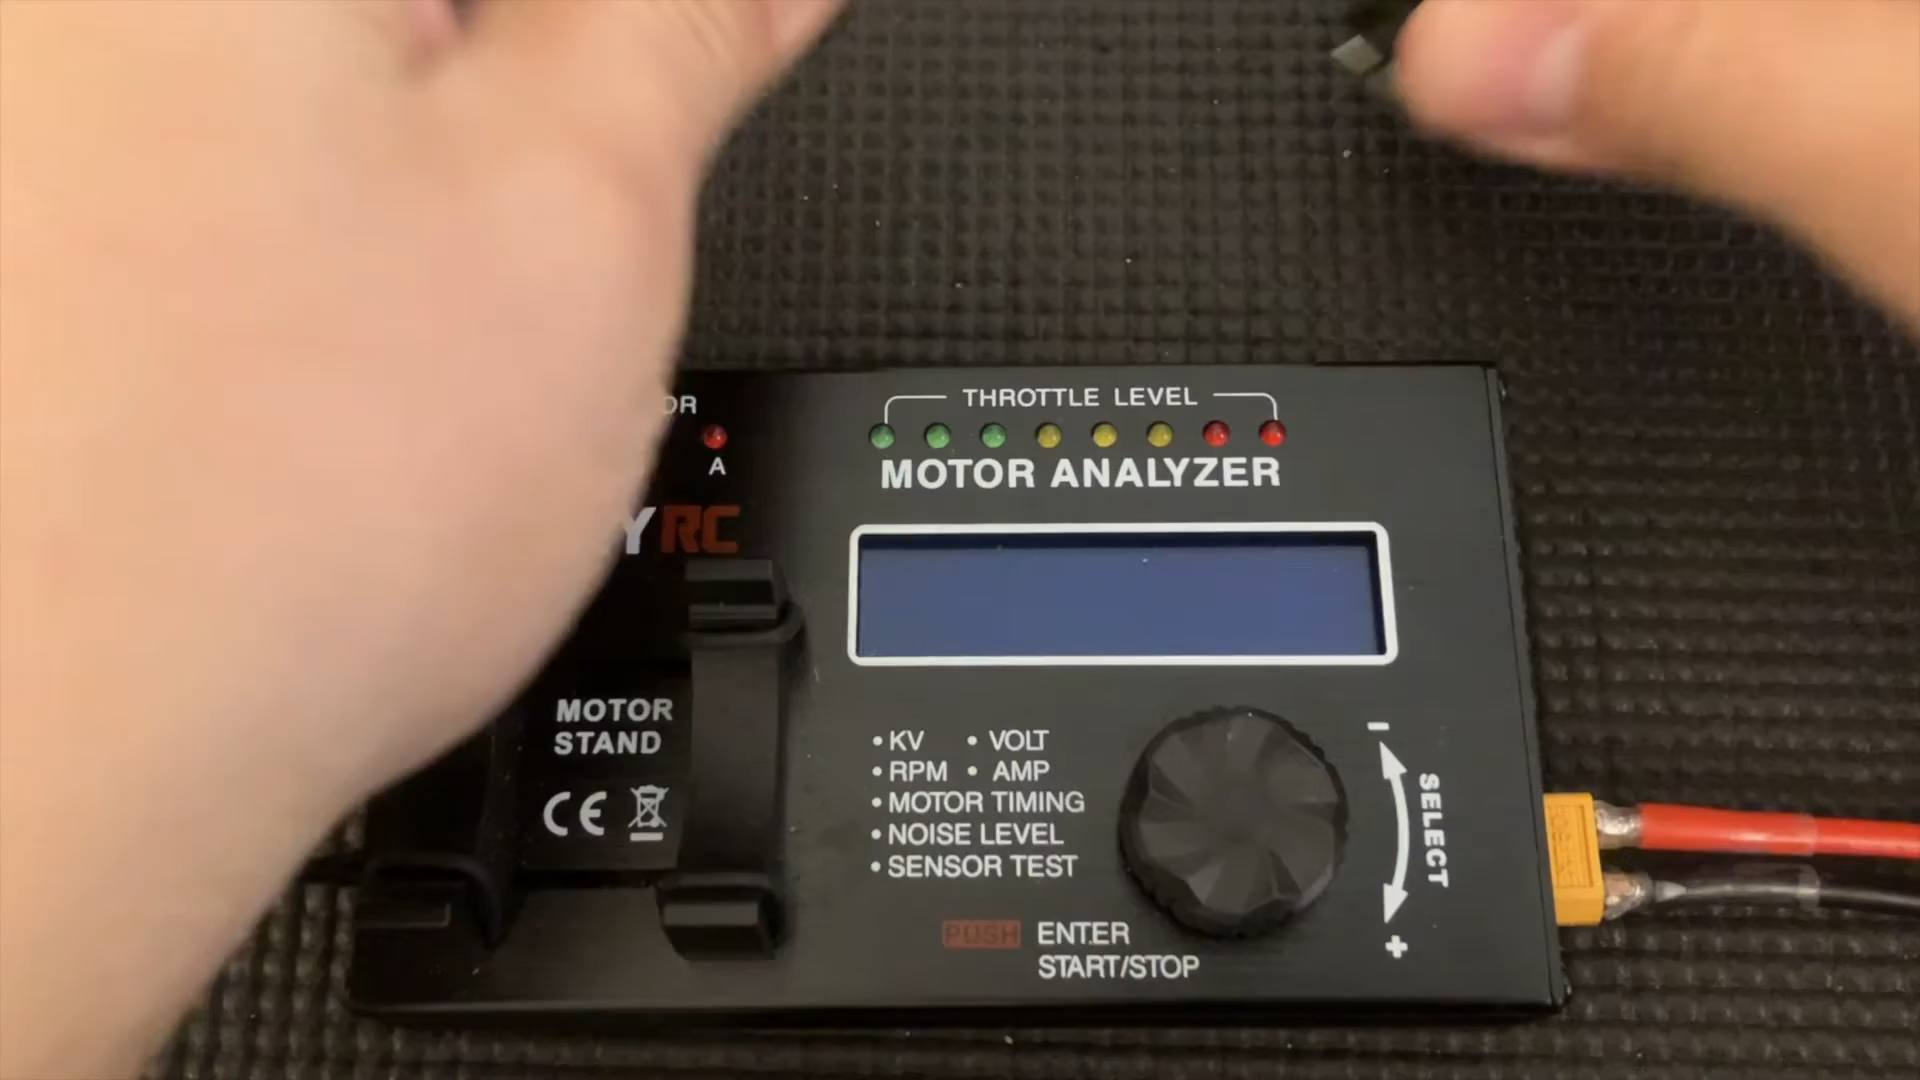 THROTTLE LEVEL
MOTOR ANALYZER
OR
A
YRC
MOTOR
STAND
CE
• KV • VOLT
• RPM • AMP
• MOTOR TIMING
• NOISE LEVEL
• SENSOR TEST
PUSH ENTER
START/STOP
-
SELECT
+